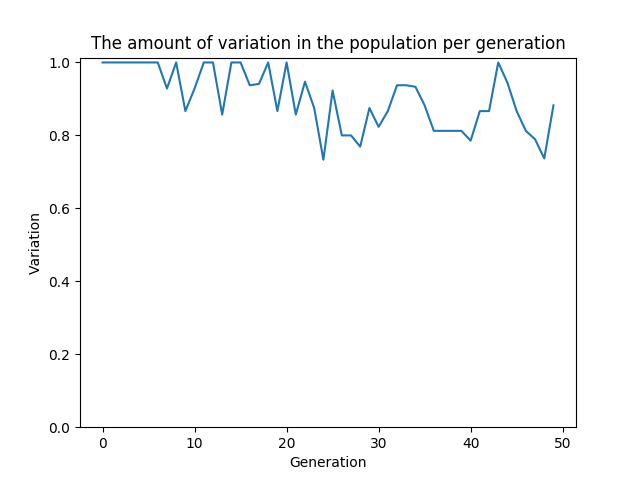 The amount of variation in the population per generation
1.0
0.8
0.6
0.4
0.2
0.0
Variation
0 10 20 30 40 50
Generation